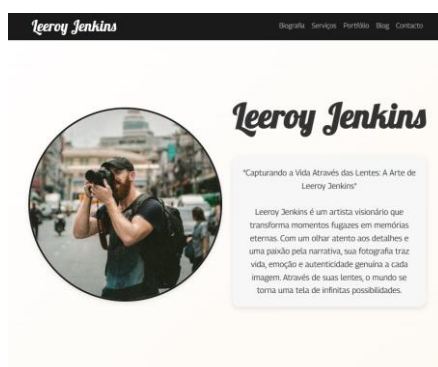 Leeroy Jenkins
Biografia Serviços Portfólio Blog Contacto
Leeroy Jenkins
"Capturando a Vida Através das Lentes: A Arte de
Leeroy Jenkins"
Leeroy Jenkins é um artista visionário que
transforma momentos fugazes em memórias
eternas. Com um olhar atento aos detalhes e
uma paixão pela narrativa, sua fotografia traz
vida, emoção e autenticidade genuína a cada
imagem. Através de suas lentes, o mundo se
torna uma tela de infinitas possibilidades.